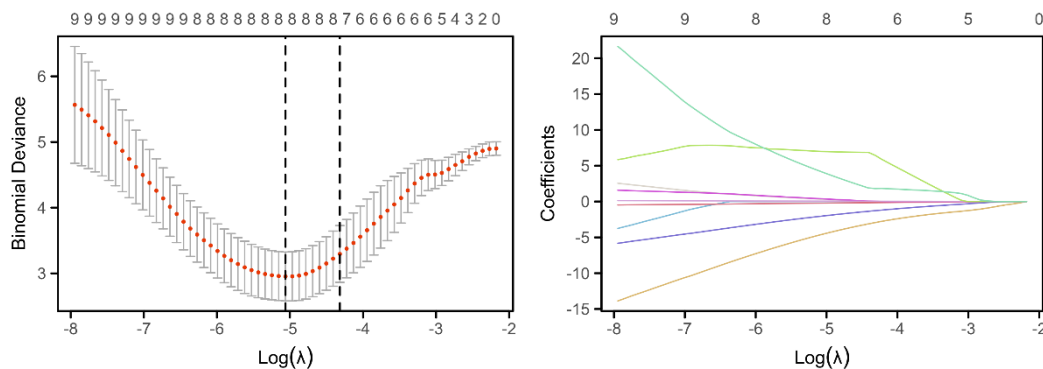 9 9 9 9 9 9 9 9 9 8 8 8 8 8 8 8 8 8 8 8 7 6 6 6 6 6 6 5 4 3 2 0
6
5
4
3
Binomial Deviance
-8 -7 -6 -5 -4 -3 -2
Log(λ)
9 9 8 8 6 5 0
20
15
10
5
0
-5
-10
-15
Coefficients
-8 -7 -6 -5 -4 -3 -2
Log(λ)